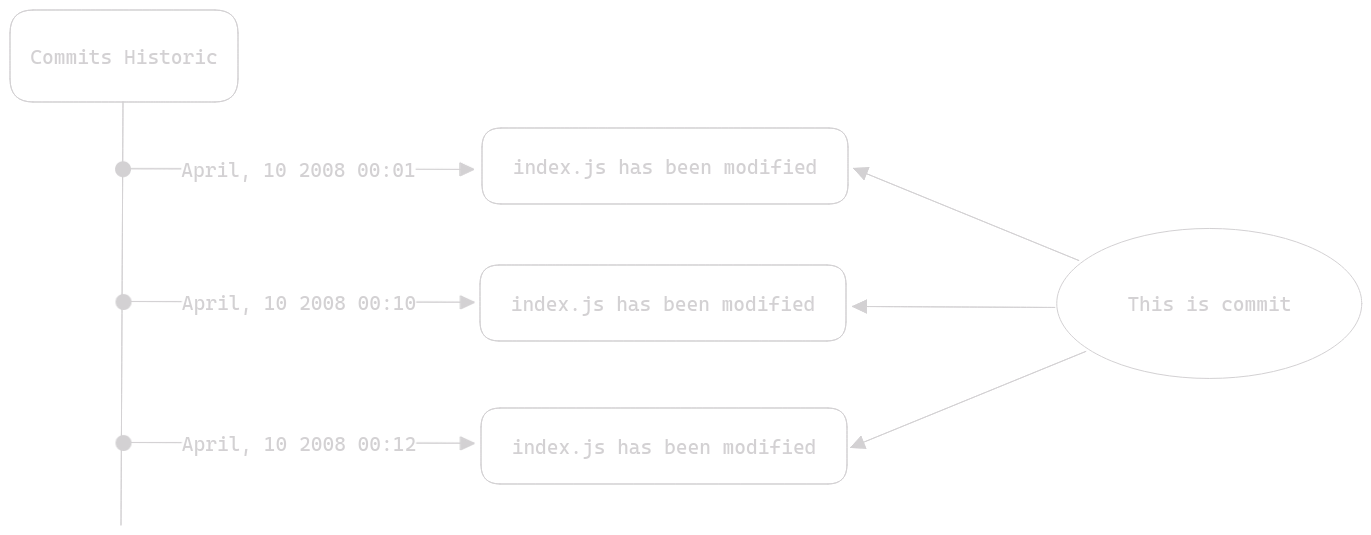 Commits Historic
April, 10 2008 00:01
index.js has been modified
April, 10 2008 00:10
index.js has been modified
This is commit
April, 10 2008 00:12
index.js has been modified